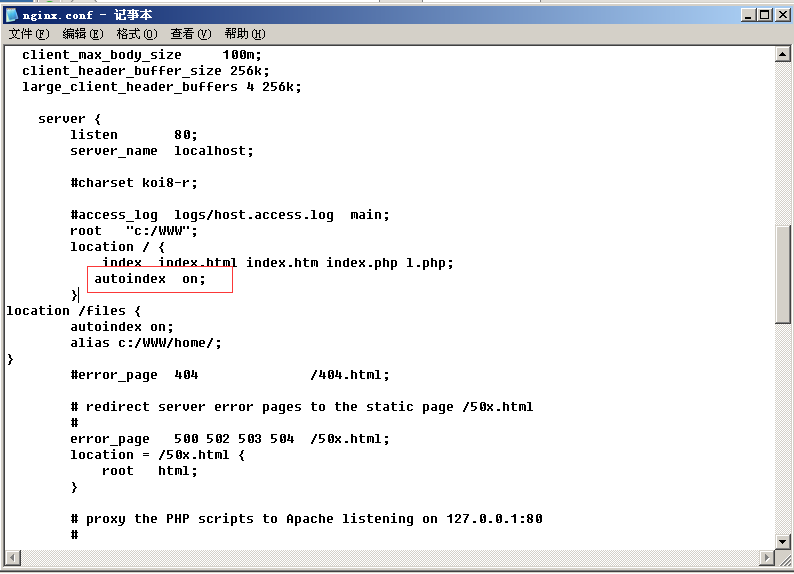 nginx.conf - 记事本
文件(F) 编辑(E) 格式(O) 查看(V) 帮助(H)
client_max_body_size 100m;
client_header_buffer_size 256k;
large_client_header_buffers 4 256k;
server {
listen 80;
server_name localhost;
#charset koi8-r;
#access_log logs/host.access.log main;
root "c:/WWW";
location / {
index index.html index.htm index.php l.php;
autoindex on;
}
location /files {
autoindex on;
alias c:/WWW/home/;
}
#error_page 404 /404.html;
# redirect server error pages to the static page /50x.html
#
error_page 500 502 503 504 /50x.html;
location = /50x.html {
root html;
}
# proxy the PHP scripts to Apache listening on 127.0.0.1:80
#